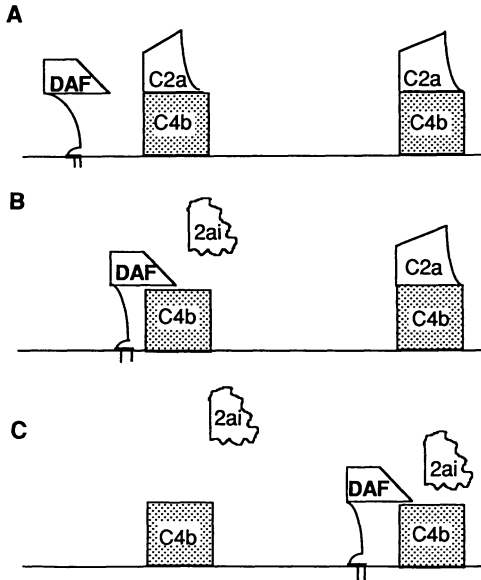 A
DAF C2a C2a
C4b C4b
B
2ai
DAF C2a
C4b C4b
2ai
C 2ai
DAF
C4b C4b